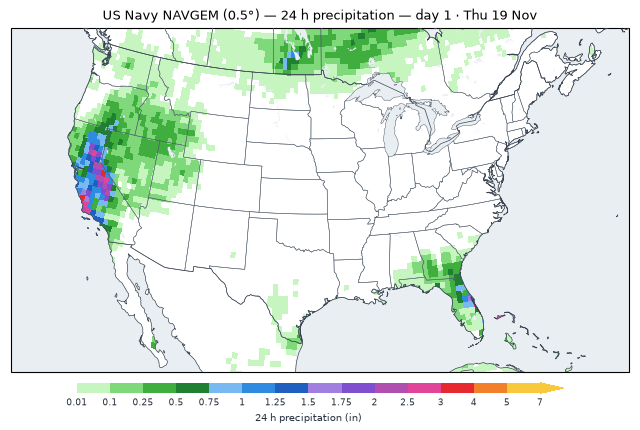 US Navy NAVGEM (0.5°) — 24 h precipitation — day 1 · Thu 19 Nov
0.01 0.1 0.25 0.5 0.75 1 1.25 1.5 1.75 2 2.5 3 4 5 7
24 h precipitation (in)